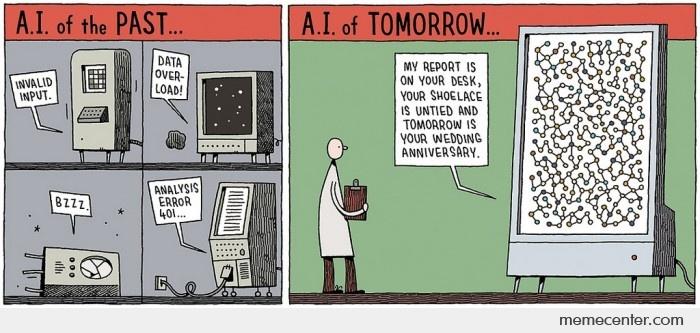 A.I. of the PAST...
INVALID
INPUT.
DATA
OVER-
LOAD!
BZZZ.
ANALYSIS
ERROR
401...
A.I. of TOMORROW...
MY REPORT IS
ON YOUR DESK,
YOUR SHOELACE
IS UNTIED AND
TOMORROW IS
YOUR WEDDING
ANNIVERSARY.
memecenter.com